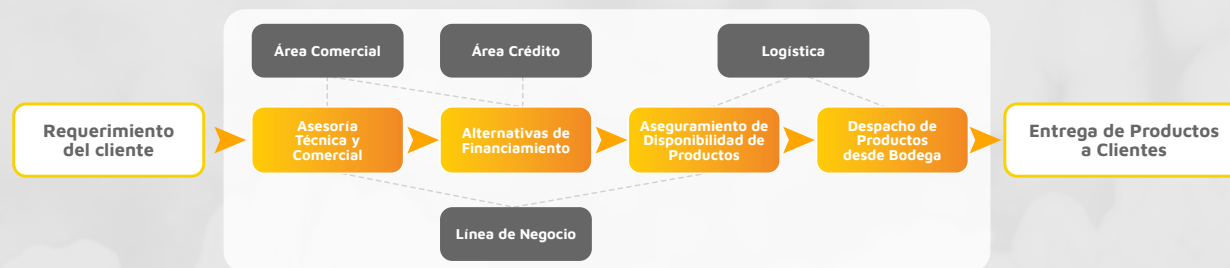 Área Comercial
Área Crédito
Logística
Requerimiento
del cliente
Asesoría
Técnica y
Comercial
Alternativas de
Financiamiento
Aseguramiento de
Disponibilidad de
Productos
Despacho de
Productos
desde Bodega
Entrega de Productos
a Clientes
Línea de Negocio